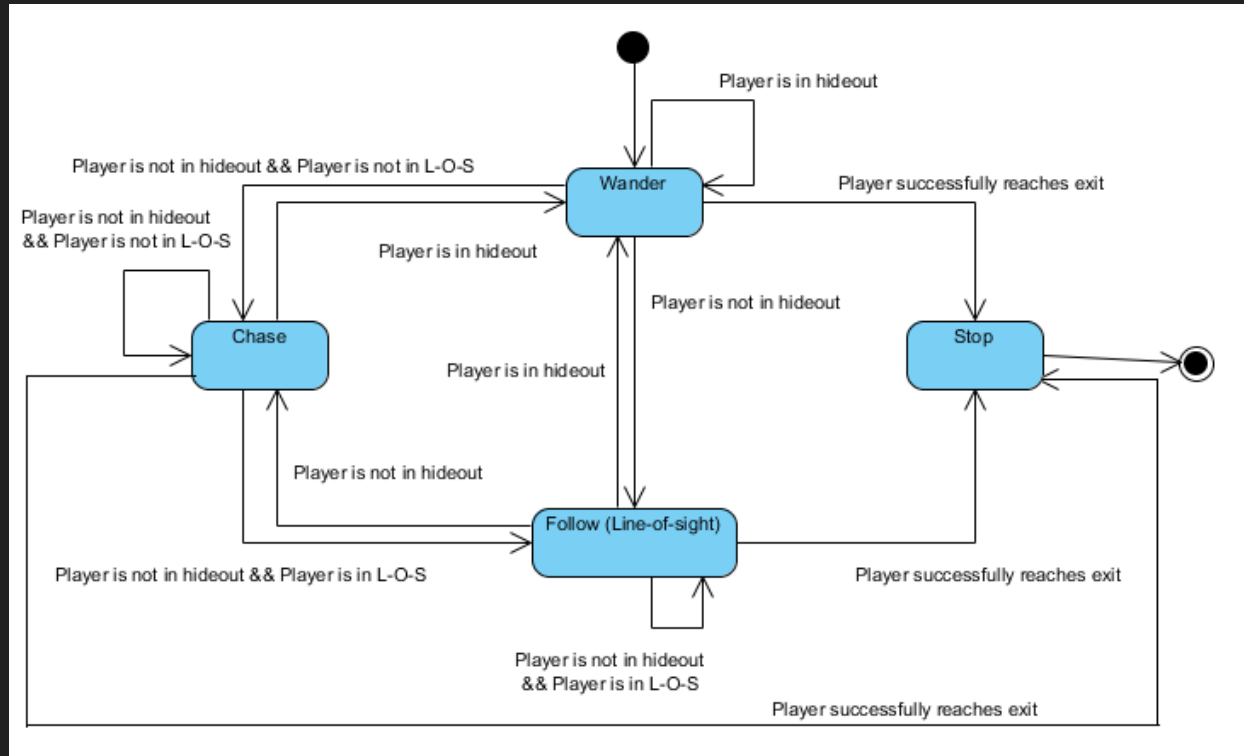 Player is in hideout
Player is not in hideout && Player is not in L-O-S
Wander
Player successfully reaches exit
Player is not in hideout
&& Player is not in L-O-S
Player is in hideout
Player is not in hideout
Chase
Stop
Player is in hideout
Player is not in hideout
Follow (Line-of-sight)
Player is not in hideout && Player is in L-O-S
Player successfully reaches exit
Player is not in hideout
&& Player is in L-O-S
Player successfully reaches exit